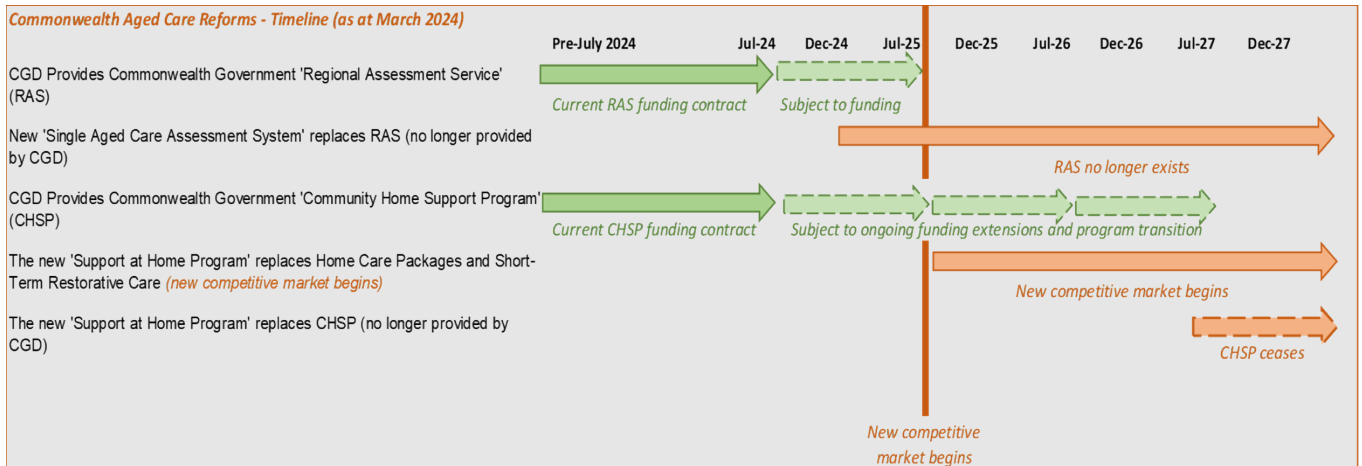 Commonwealth Aged Care Reforms - Timeline (as at March 2024)
Pre-July 2024 Jul-24 Dec-24 Jul-25 Dec-25 Jul-26 Dec-26 Jul-27 Dec-27
CGD Provides Commonwealth Government 'Regional Assessment Service'
(RAS)
Current RAS funding contract Subject to funding
New 'Single Aged Care Assessment System' replaces RAS (no longer provided
by CGD)
RAS no longer exists
CGD Provides Commonwealth Government 'Community Home Support Program'
(CHSP)
Current CHSP funding contract Subject to ongoing funding extensions and program transition
The new 'Support at Home Program' replaces Home Care Packages and Short-
Term Restorative Care (new competitive market begins)
New competitive market begins
The new 'Support at Home Program' replaces CHSP (no longer provided by
CGD)
CHSP ceases
New competitive
market begins